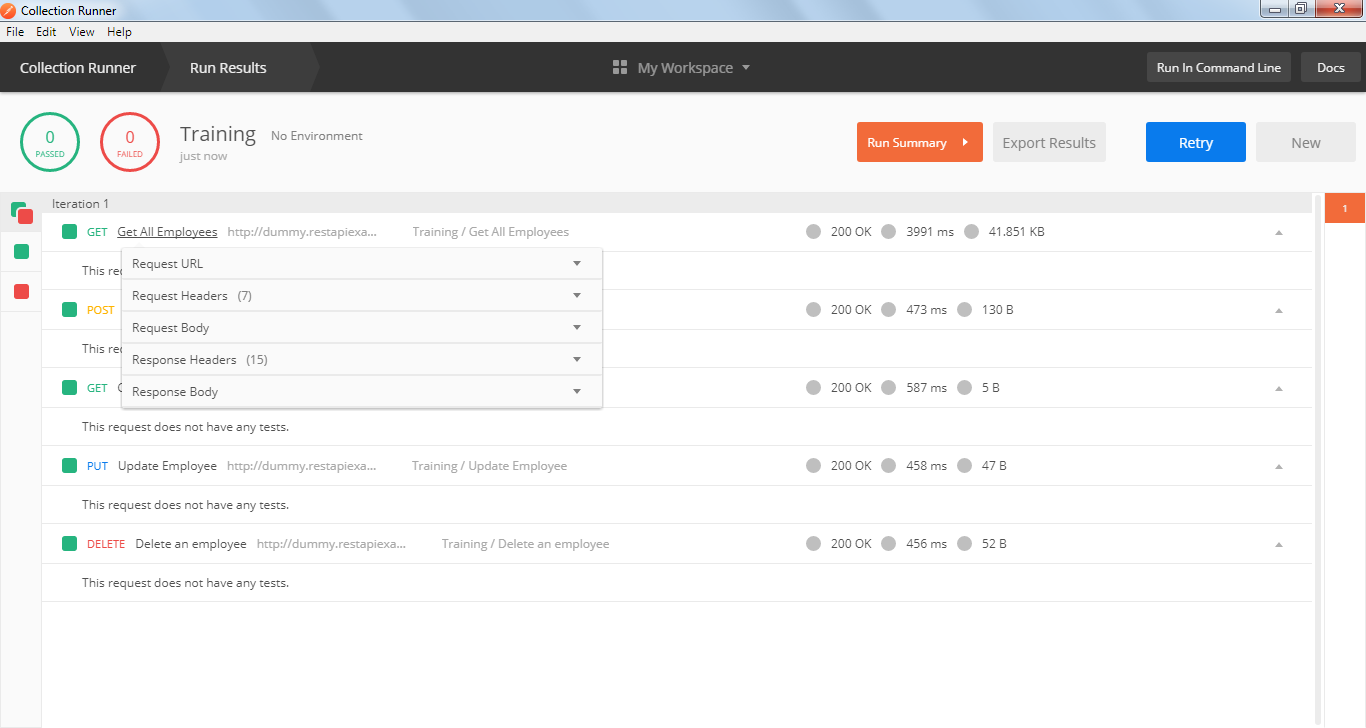 Collection Runner
File Edit View Help
Collection Runner Run Results My Workspace Run In Command Line Docs
0 PASSED
0 FAILED
Training No Environment
just now
Run Summary Export Results Retry New
Iteration 1
1
GET Get All Employees http://dummy.restapiexa... Training / Get All Employees 200 OK 3991 ms 41.851 KB
This
Request URL
Request Headers (7)
POST 200 OK 473 ms 130 B
Request Body
This
Response Headers (15)
GET 200 OK 587 ms 5 B
Response Body
This request does not have any tests.
PUT Update Employee http://dummy.restapiexa... Training / Update Employee 200 OK 458 ms 47 B
This request does not have any tests.
DELETE Delete an employee http://dummy.restapiexa... Training / Delete an employee 200 OK 456 ms 52 B
This request does not have any tests.